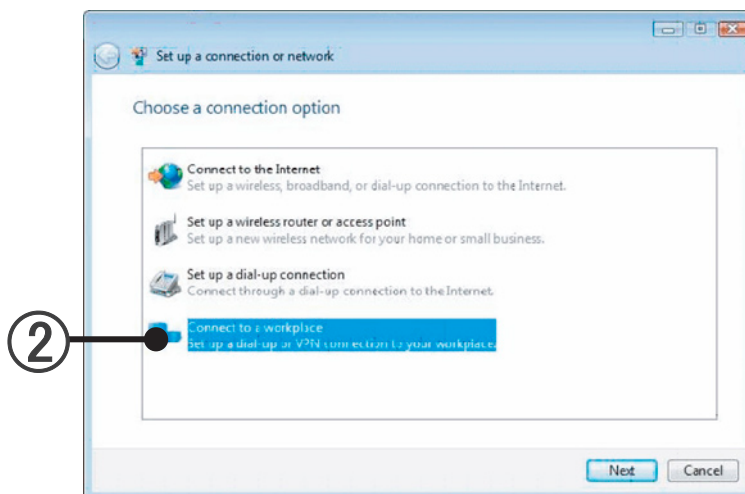 Set up a connection or network
Choose a connection option
Connect to the Internet
Set up a wireless, broadband, or dial-up connection to the Internet.
Set up a wireless router or access point
Set up a new wireless network for your home or small business.
Set up a dial-up connection
Connect through a dial-up connection to the Internet.
2
Connect to a workplace
Set up a dial-up or VPN connection to your workplace.
Next
Cancel